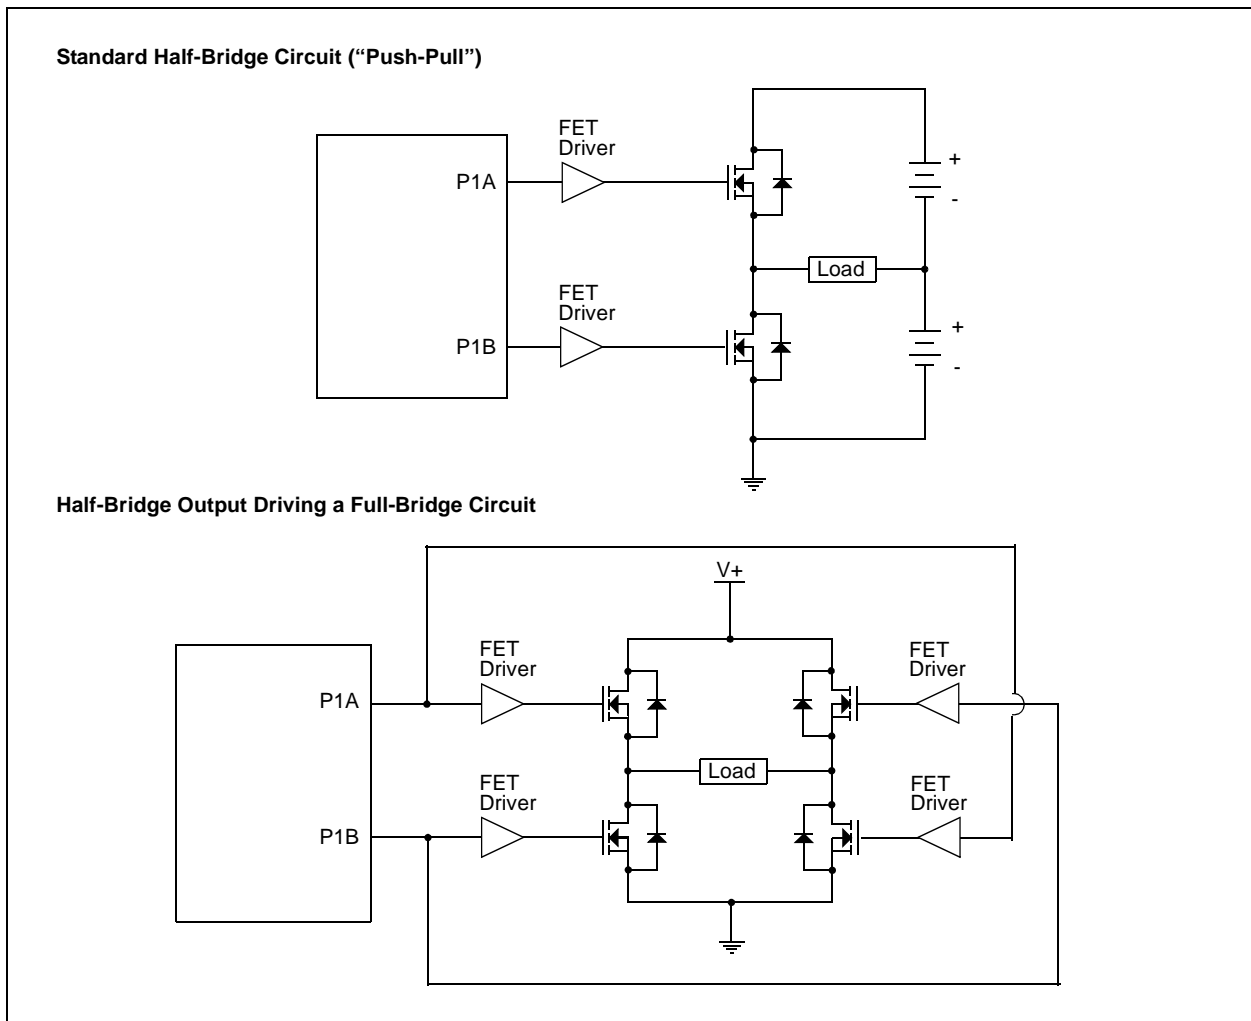 Standard Half-Bridge Circuit (“Push-Pull”)
FET
Driver
P1A
+
-
Load
FET
Driver
P1B
+
-
Half-Bridge Output Driving a Full-Bridge Circuit
V+
FET
Driver
FET
Driver
P1A
Load
FET
Driver
FET
Driver
P1B